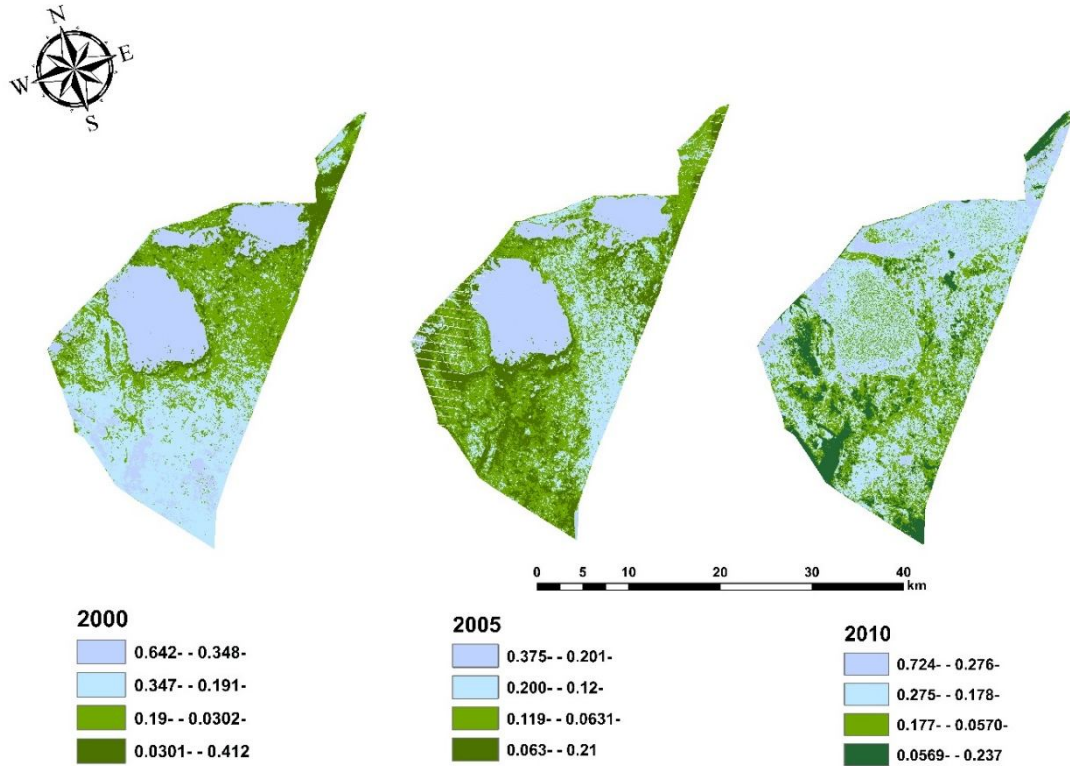 N
W E
S
0 5 10 20 30 40
km
2000
0.642- - 0.348-
0.347- - 0.191-
0.19- - 0.0302-
0.0301- - 0.412
2005
0.375- - 0.201-
0.200- - 0.12-
0.119- - 0.0631-
0.063- - 0.21
2010
0.724- - 0.276-
0.275- - 0.178-
0.177- - 0.0570-
0.0569- - 0.237